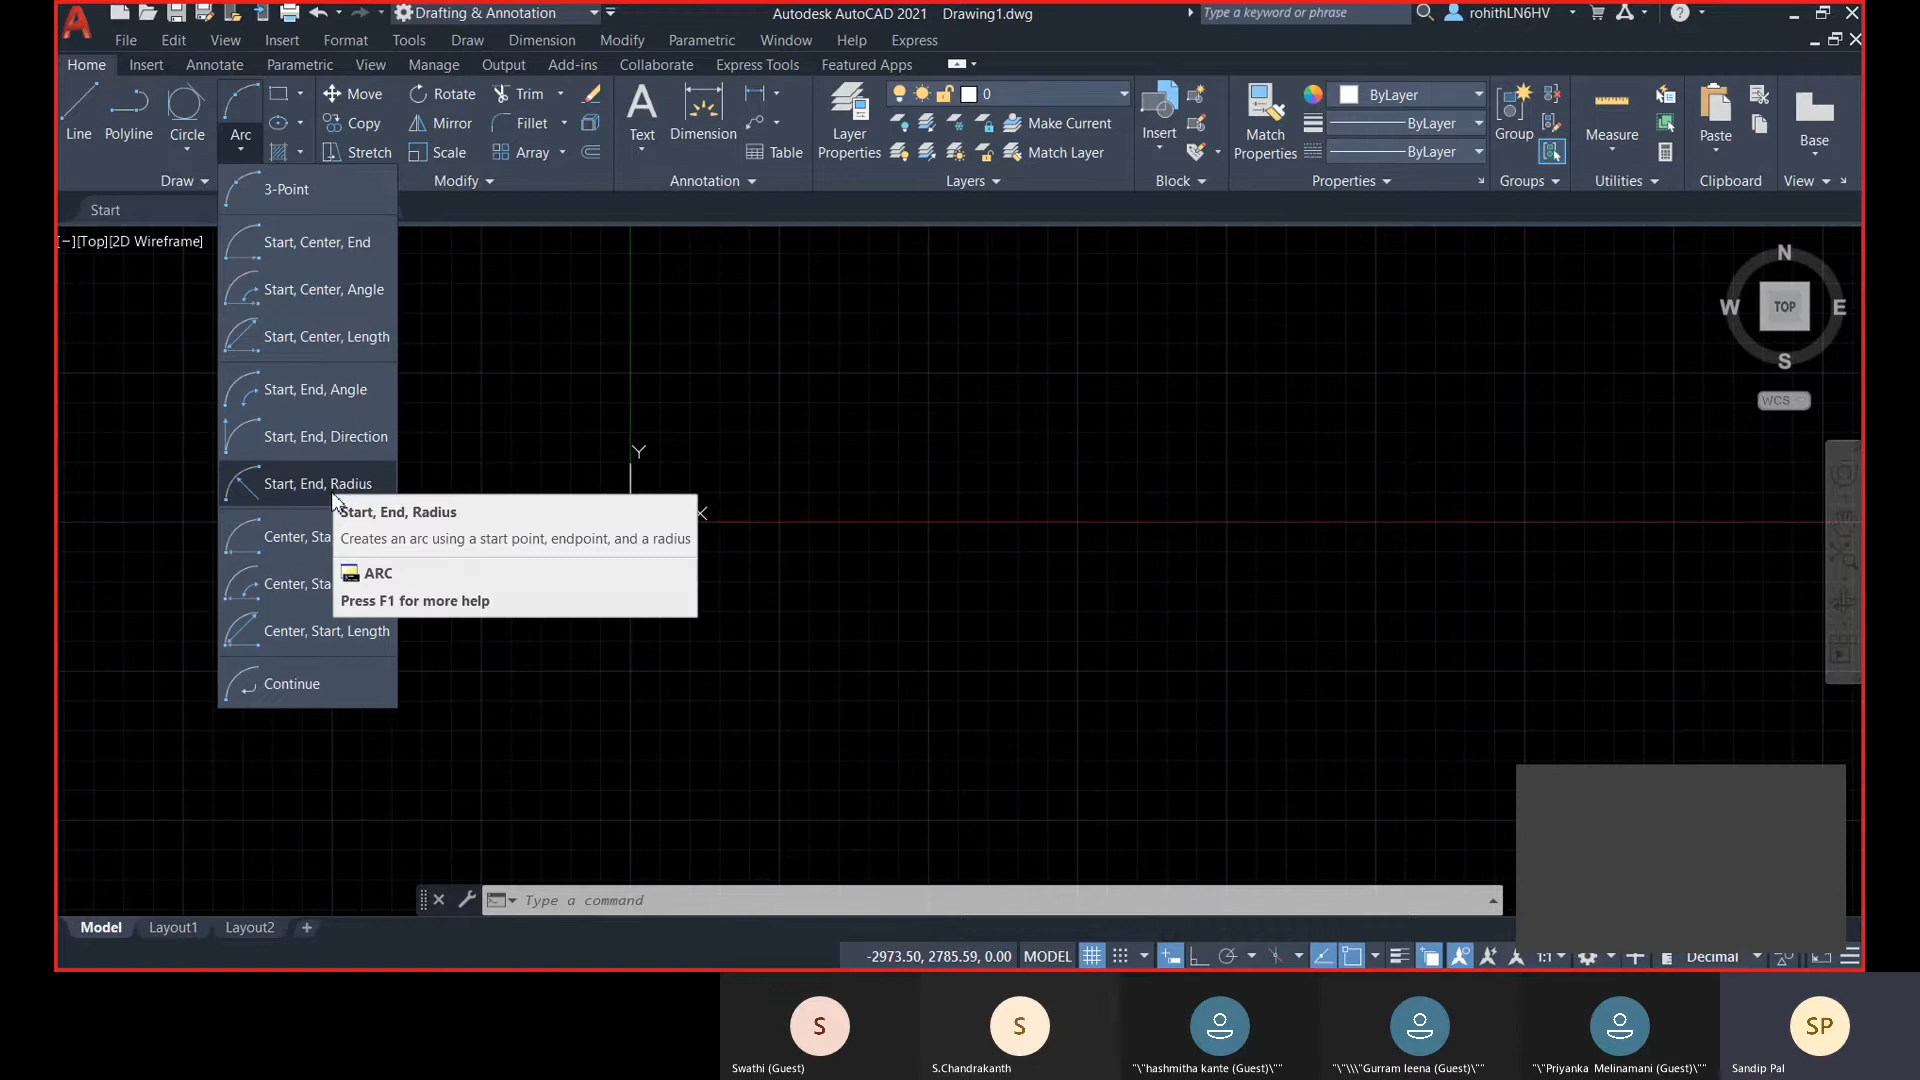 Drafting & Annotation
Autodesk AutoCAD 2021 Drawing1.dwg
Type a keyword or phrase
rohithLN6HV
File Edit View Insert Format Tools Draw Dimension Modify Parametric Window Help Express
Home Insert Annotate Parametric View Manage Output Add-ins Collaborate Express Tools Featured Apps
Line
Polyline
Circle
Arc
Move
Rotate
Trim
Copy
Mirror
Fillet
Stretch
Scale
Array
Text
Dimension
Table
Layer
Properties
0
Make Current
Match Layer
Insert
Match
Properties
ByLayer
ByLayer
ByLayer
Group
Measure
Paste
Base
Draw
Modify
Annotation
Layers
Block
Properties
Groups
Utilities
Clipboard
View
Start
[−][Top][2D Wireframe]
3-Point
Start, Center, End
Start, Center, Angle
Start, Center, Length
Start, End, Angle
Start, End, Direction
Start, End, Radius
Center, Sta
Center, Sta
Center, Start, Length
Continue
Start, End, Radius
Creates an arc using a start point, endpoint, and a radius
ARC
Press F1 for more help
Y
X
N
W
TOP
E
S
WCS
Type a command
Model Layout1 Layout2 +
-2973.50, 2785.59, 0.00 MODEL
1:1
Decimal
S
S
SP
Swathi (Guest)
S.Chandrakanth
"\"hashmitha kante (Guest)\""
"\"\\\"Gurram leena (Guest)\""
"\"Priyanka Melinamani (Guest)\""
Sandip Pal